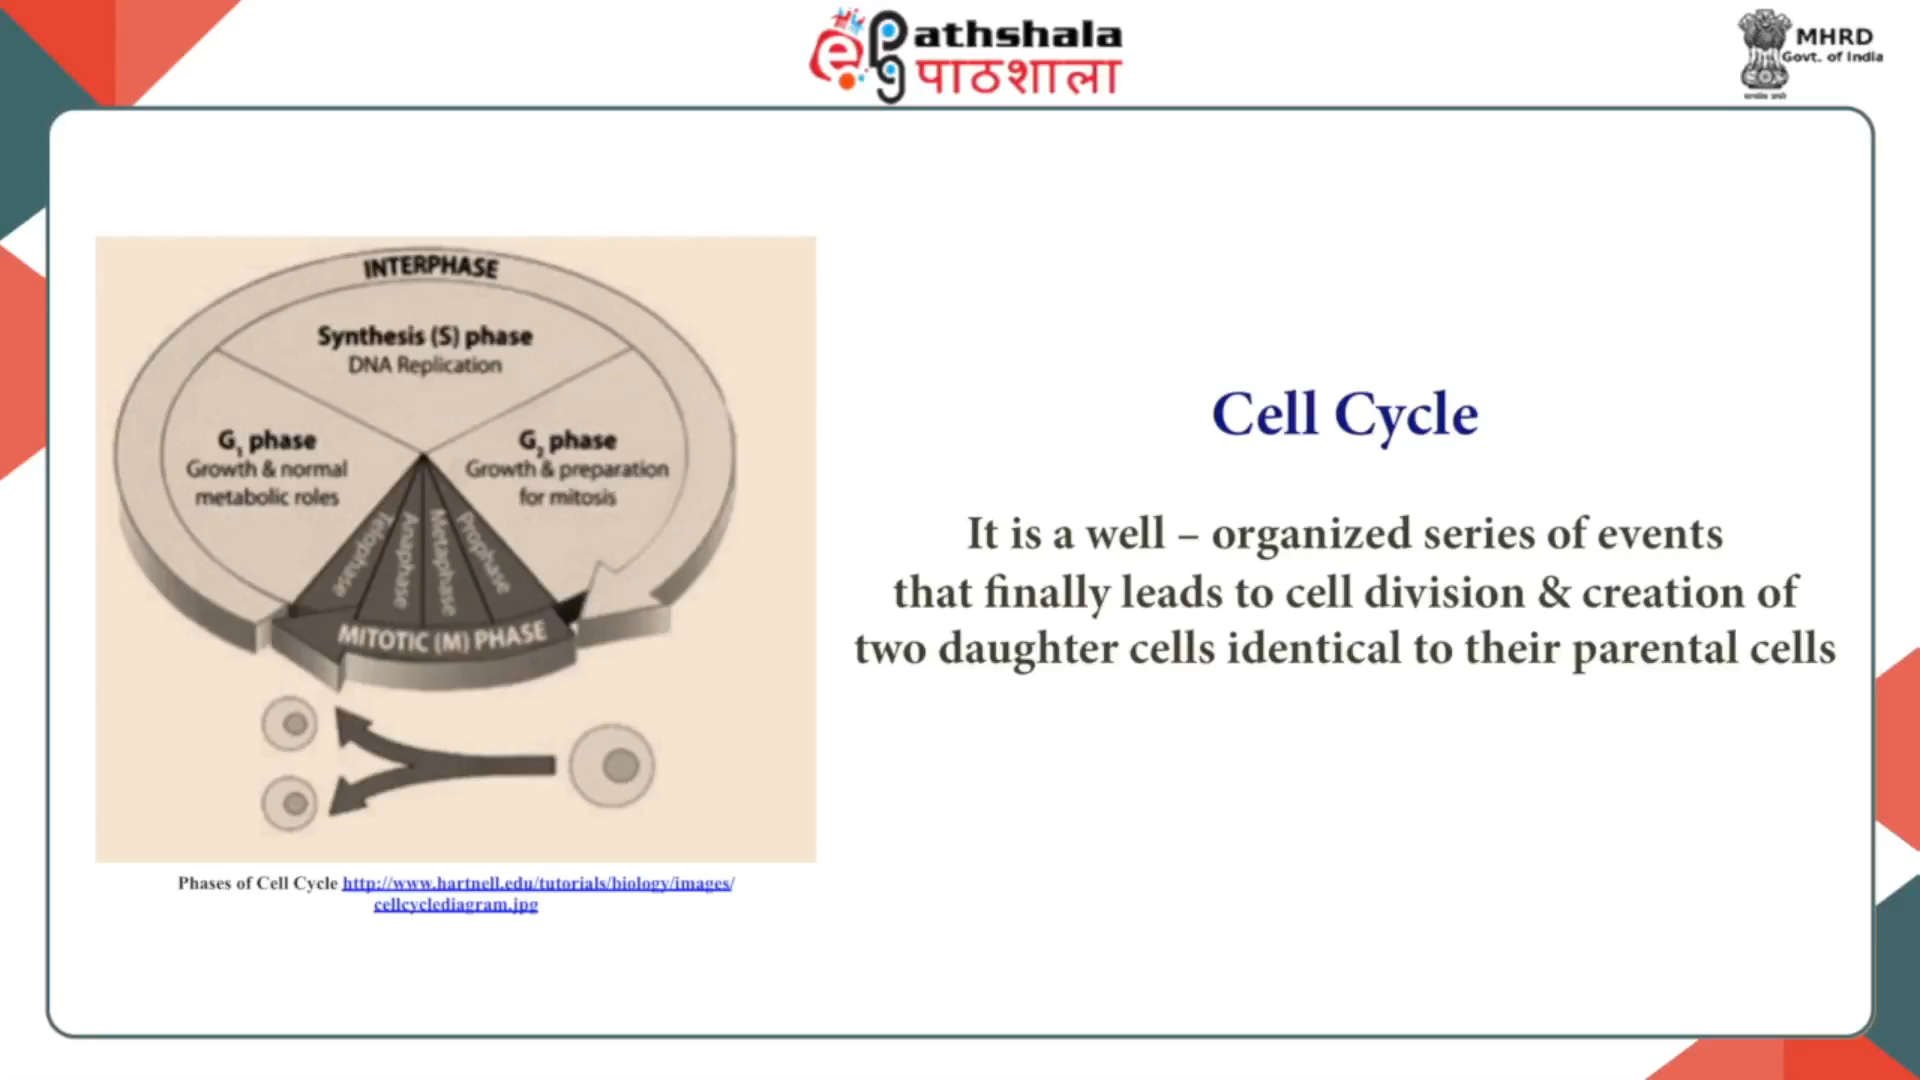 Pathshala
पाठशाला
MHRD
Govt. of India
INTERPHASE
Synthesis (S) phase
DNA Replication
G1 phase
Growth & normal
metabolic roles
G2 phase
Growth & preparation
for mitosis
Telophase
Anaphase
Metaphase
Prophase
MITOTIC (M) PHASE
Phases of Cell Cycle http://www.hartnell.edu/tutorials/biology/images/
cellcyclediagram.jpg
Cell Cycle
It is a well – organized series of events
that finally leads to cell division & creation of
two daughter cells identical to their parental cells